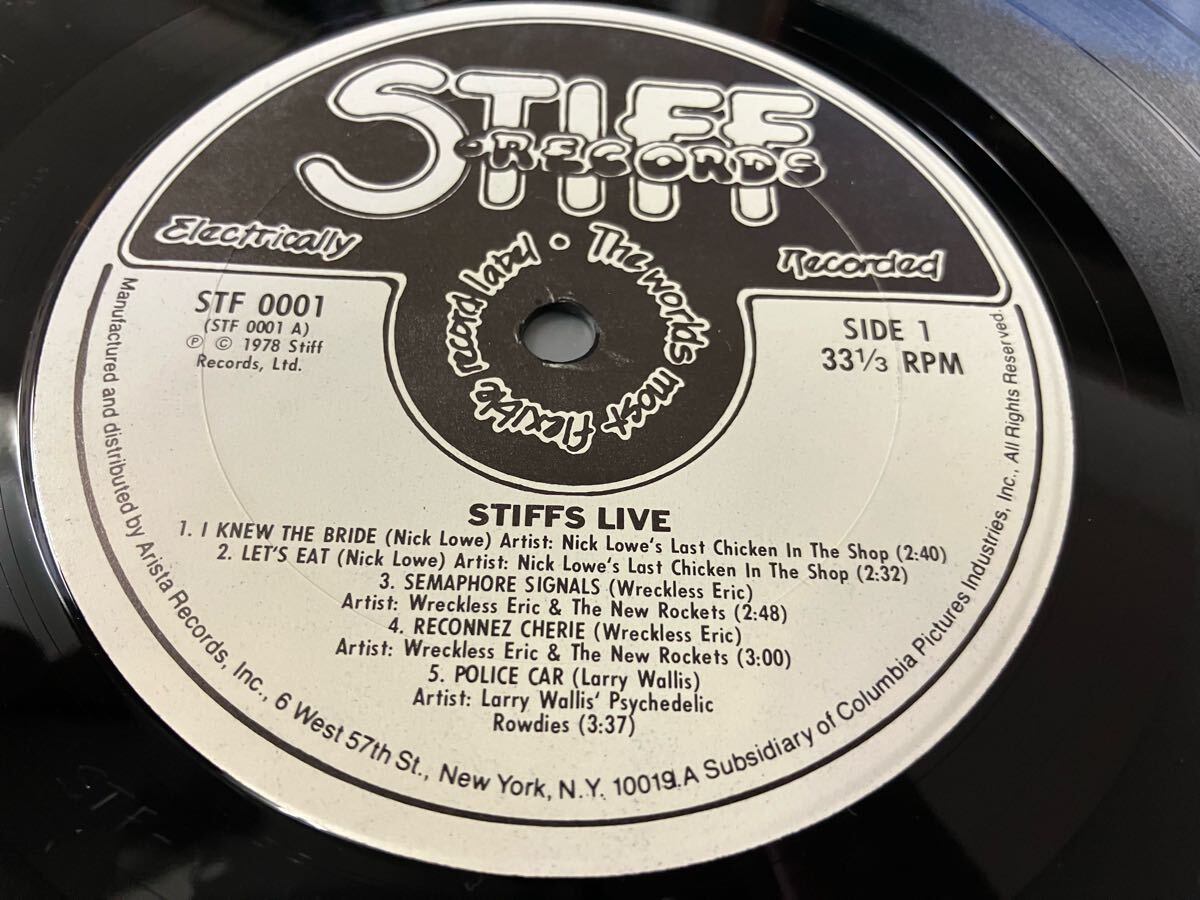 STIFF
RECORDS
Electrically
Recorded
The worlds most flexible record label •
STF 0001
(STF 0001 A)
℗ © 1978 Stiff
Records, Ltd.
SIDE 1
33 1/3 RPM
STIFFS LIVE
1. I KNEW THE BRIDE (Nick Lowe) Artist: Nick Lowe's Last Chicken In The Shop (2:40)
2. LET'S EAT (Nick Lowe) Artist: Nick Lowe's Last Chicken In The Shop (2:32)
3. SEMAPHORE SIGNALS (Wreckless Eric)
Artist: Wreckless Eric & The New Rockets (2:48)
4. RECONNEZ CHERIE (Wreckless Eric)
Artist: Wreckless Eric & The New Rockets (3:00)
5. POLICE CAR (Larry Wallis)
Artist: Larry Wallis' Psychedelic
Rowdies (3:37)
Manufactured and distributed by Arista Records, Inc., 6 West 57th St., New York, N.Y. 10019. A Subsidiary of Columbia Pictures Industries, Inc., All Rights Reserved.
STF-